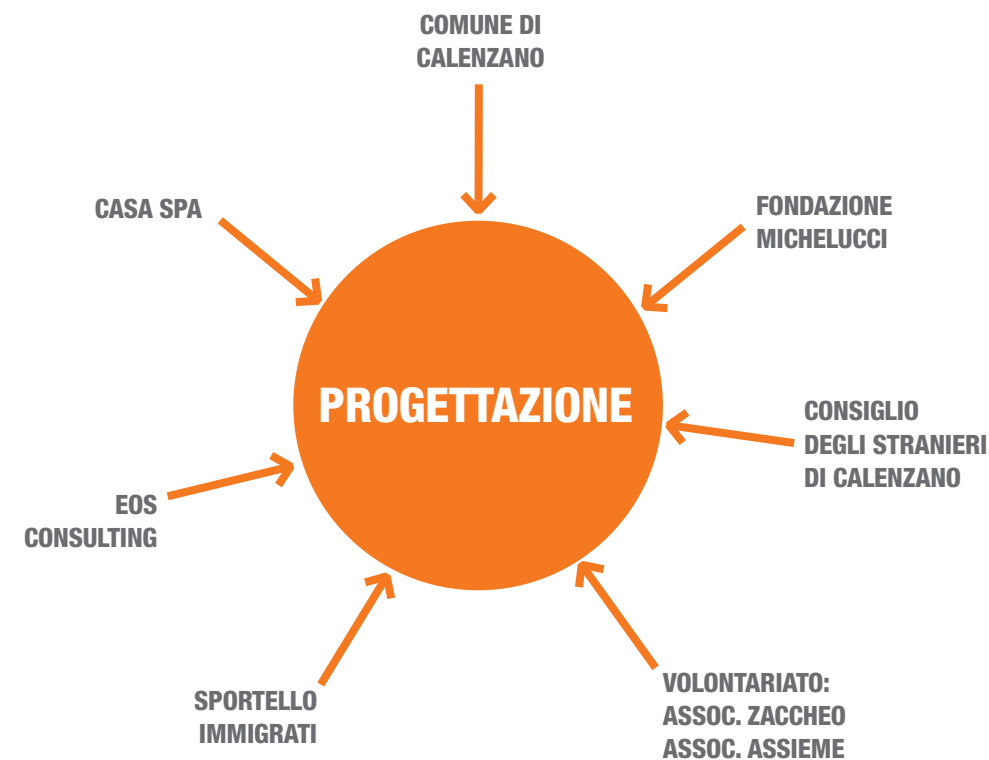 COMUNE DI
CALENZANO
CASA SPA
FONDAZIONE
MICHELUCCI
PROGETTAZIONE
CONSIGLIO
DEGLI STRANIERI
DI CALENZANO
EOS
CONSULTING
SPORTELLO
IMMIGRATI
VOLONTARIATO:
ASSOC. ZACCHEO
ASSOC. ASSIEME